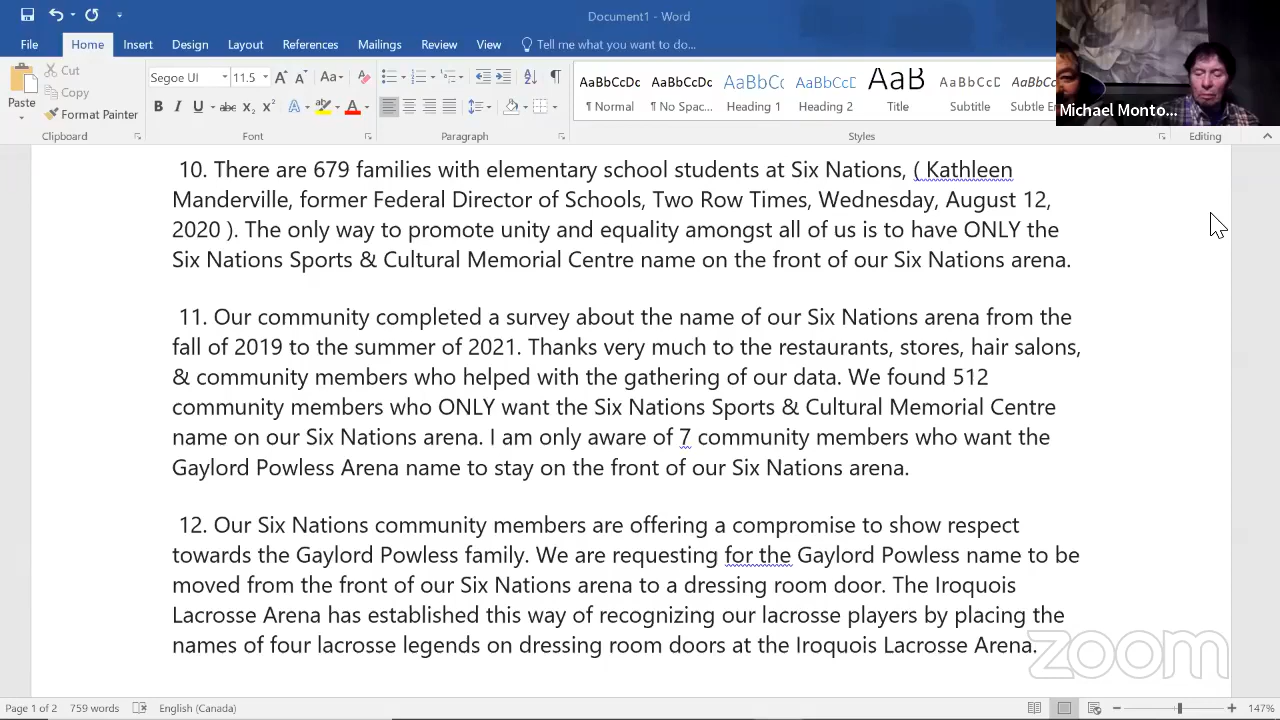 Document1 - Word
File Home Insert Design Layout References Mailings Review View Tell me what you want to do...
Paste Cut Copy Format Painter
Segoe UI 11.5
AaBbCcDc AaBbCcDc AaBbCc AaBbCcD AaB AaBbCcD AaBbCcD
¶ Normal ¶ No Spac... Heading 1 Heading 2 Title Subtitle Subtle E
Clipboard Font Paragraph Styles Editing
Michael Monto...
10. There are 679 families with elementary school students at Six Nations, ( Kathleen
Manderville, former Federal Director of Schools, Two Row Times, Wednesday, August 12,
2020 ). The only way to promote unity and equality amongst all of us is to have ONLY the
Six Nations Sports & Cultural Memorial Centre name on the front of our Six Nations arena.
11. Our community completed a survey about the name of our Six Nations arena from the
fall of 2019 to the summer of 2021. Thanks very much to the restaurants, stores, hair salons,
& community members who helped with the gathering of our data. We found 512
community members who ONLY want the Six Nations Sports & Cultural Memorial Centre
name on our Six Nations arena. I am only aware of 7 community members who want the
Gaylord Powless Arena name to stay on the front of our Six Nations arena.
12. Our Six Nations community members are offering a compromise to show respect
towards the Gaylord Powless family. We are requesting for the Gaylord Powless name to be
moved from the front of our Six Nations arena to a dressing room door. The Iroquois
Lacrosse Arena has established this way of recognizing our lacrosse players by placing the
names of four lacrosse legends on dressing room doors at the Iroquois Lacrosse Arena.
zoom
Page 1 of 2 759 words English (Canada) 147%